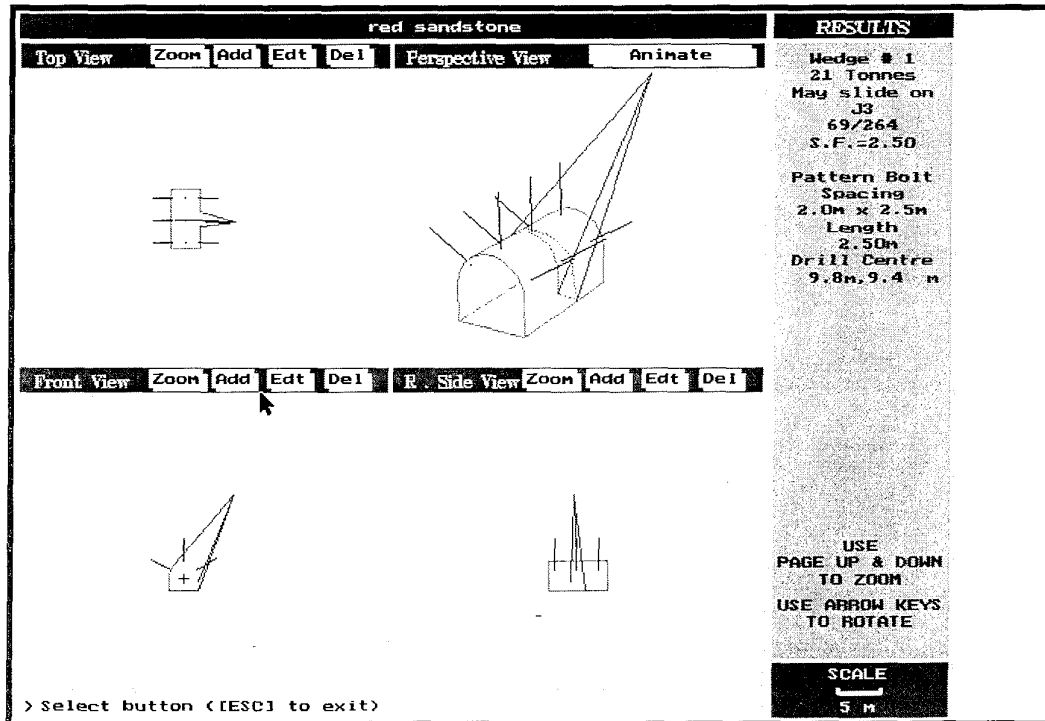 red sandstone
RESULTS
Top View Zoom Add Edt Del
Perspective View Animate
Wedge # 1
21 Tonnes
May slide on
J3
69/264
S.F.=2.50
Pattern Bolt
Spacing
2.0m x 2.5m
Length
2.50m
Drill Centre
9.8m,9.4 m
Front View Zoom Add Edt Del
R. Side View Zoom Add Edt Del
USE
PAGE UP & DOWN
TO ZOOM
USE ARROW KEYS
TO ROTATE
SCALE
5 m
> Select button ([ESC] to exit)